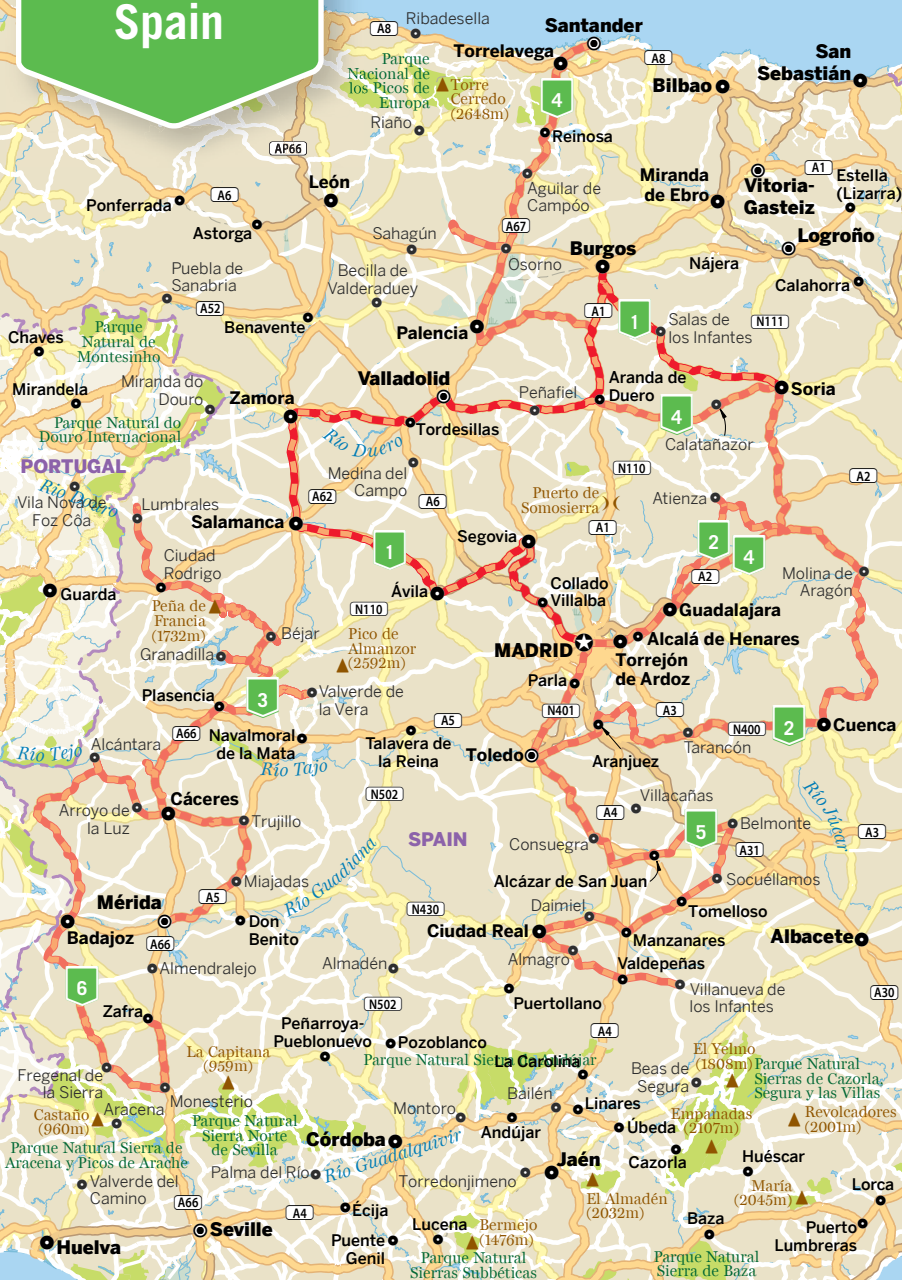 Spain
Ribadesella
A8
Santander
Torrelavega
A8
San
Sebastián
Bilbao
Parque
Nacional de
los Picos de
Europa
Torre
Cerredo
(2648m)
4
Riaño
Reinosa
AP66
León
A6
Ponferrada
Astorga
Aguilar de
Campóo
Miranda
de Ebro
Vitoria-
Gasteiz
A1
Estella
(Lizarra)
Sahagún
A67
Osorno
Burgos
Logroño
Nájera
Calahorra
Puebla de
Sanabria
Becilla de
Valderaduey
A52
Benavente
Palencia
A1
1
Salas de
los Infantes
N111
Chaves
Parque
Natural de
Montesinho
Mirandela
Miranda do
Douro
Zamora
Valladolid
Peñafiel
Aranda de
Duero
Soria
4
Calatañazor
Parque Natural do
Douro Internacional
Río Duero
Tordesillas
PORTUGAL
Río Duero
Vila Nova de
Foz Côa
Lumbrales
Medina del
Campo
A62
A6
N110
A2
Puerto de
Somosierra
Atienza
Salamanca
Segovia
A1
2
4
1
Ciudad
Rodrigo
Ávila
Collado
Villalba
A2
Molina de
Aragón
Guarda
Peña de
Francia
(1732m)
N110
Guadalajara
Béjar
Pico de
Almanzor
(2592m)
MADRID
Alcalá de Henares
Torrejón
de Ardoz
Granadilla
Plasencia
3
Valverde de
la Vera
Parla
N401
A3
N400
2
Cuenca
A66
Navalmoral
de la Mata
A5
Talavera de
la Reina
Toledo
Aranjuez
Tarancón
Río Tejo
Alcántara
Río Tajo
N502
Villacañas
Río Júcar
Arroyo de
la Luz
Cáceres
Trujillo
SPAIN
A4
5
Belmonte
A3
Consuegra
A31
Alcázar de San Juan
Socuéllamos
Miajadas
Río Guadiana
Mérida
A5
N430
Daimiel
Tomelloso
Badajoz
Don
Benito
Ciudad Real
Manzanares
Albacete
A66
Almendralejo
Almadén
Almagro
Valdepeñas
6
Villanueva de
los Infantes
A30
Zafra
N502
Puertollano
Peñarroya-
Pueblonuevo
Pozoblanco
A4
La Capitana
(959m)
Parque Natural Sierra de Andújar
La Carolina
El Yelmo
(1808m)
Parque Natural
Sierras de Cazorla,
Segura y las Villas
Fregenal de
la Sierra
Monesterio
Beas de
Segura
Castaño
(960m)
Aracena
Parque Natural
Sierra Norte
de Sevilla
Montoro
Bailén
Linares
Empanadas
(2107m)
Revolcadores
(2001m)
Andújar
Úbeda
Parque Natural Sierra de
Aracena y Picos de Arache
Córdoba
Río Guadalquivir
Jaén
Cazorla
Huéscar
Valverde del
Camino
Palma del Río
Torredonjimeno
El Almadén
(2032m)
María
(2045m)
Lorca
A66
A4
Écija
Seville
Lucena
Bermejo
(1476m)
Baza
Puerto
Lumbreras
Huelva
Puente
Genil
Parque Natural
Sierras Subbéticas
Parque Natural
Sierra de Baza